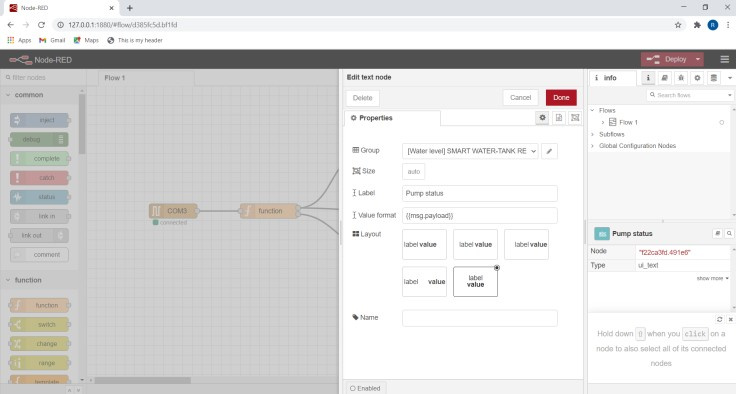 Node-RED
127.0.0.1:1880/#flow/d385fc5d.bf1fd
R
Apps
Gmail
Maps
This is my header
Node-RED
Deploy
filter nodes
common
inject
debug
complete
catch
status
link in
link out
comment
function
function
switch
change
range
template
Flow 1
COM3
connected
function
Edit text node
Delete
Cancel
Done
Properties
Group
[Water level] SMART WATER-TANK RE
Size
auto
Label
Pump status
Value format
{{msg.payload}}
Layout
label value
label value
label value
label value
label
value
Name
Enabled
i info
i
Search flows
Flows
Flow 1
Subflows
Global Configuration Nodes
Pump status
Node
"f22ca3fd.491e6"
Type
ui_text
show more
Hold down {} when you click on a
node to also select all of its connected
nodes